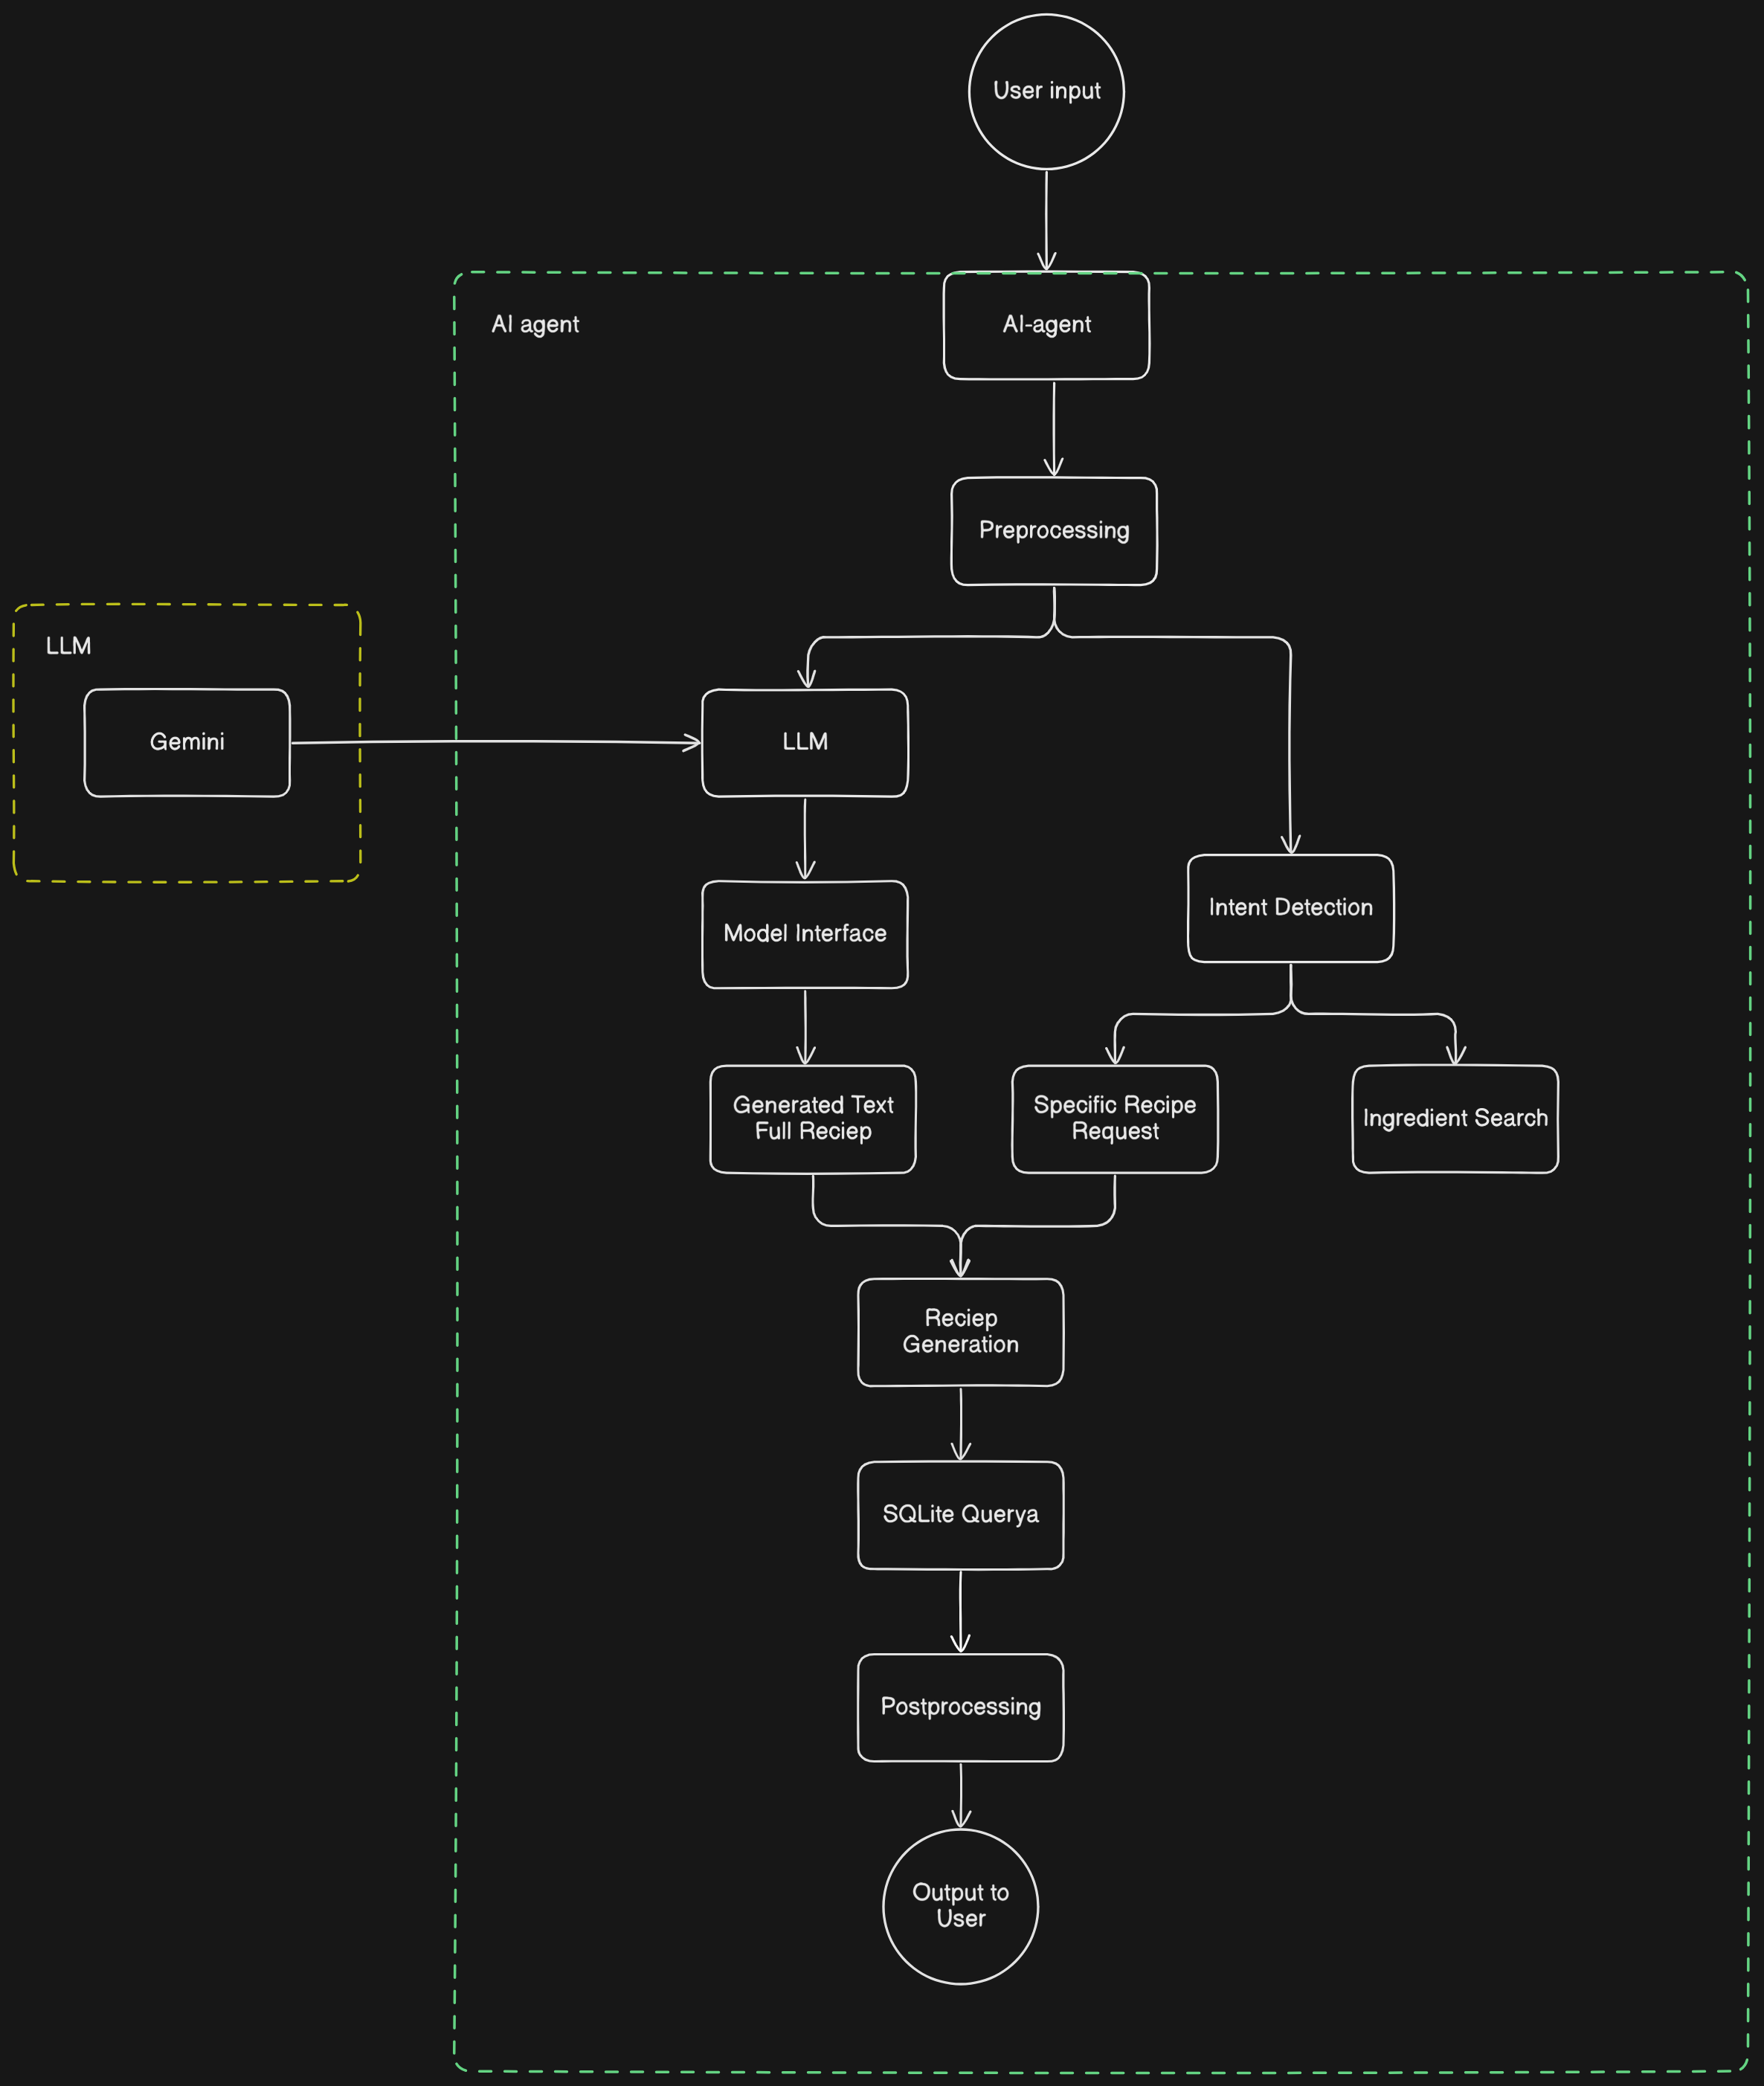 User input
AI agent
AI-agent
Preprocessing
LLM
Gemini
LLM
Model Interface
Intent Detection
Generated Text
Full Reciep
Specific Recipe
Request
Ingredient Search
Reciep
Generation
SQLite Querya
Postprocessing
Output to
User